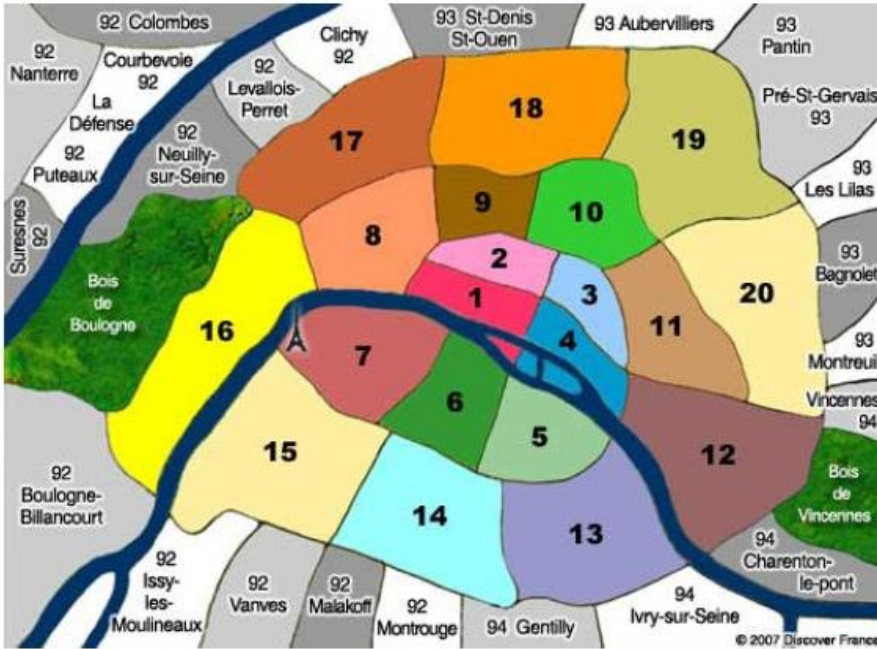 92 Colombes
93 St-Denis
St-Ouen
93 Aubervilliers
93
Pantin
92
Nanterre
Courbevoie
92
Clichy
92
92
Levallois-
Perret
La
Défense
92
Puteaux
92
Neuilly-
sur-Seine
Pré-St-Gervais
93
93
Les Lilas
Suresnes
92
Bois
de
Boulogne
93
Bagnolet
93
Montreuil
Vincennes
94
Bois
de
Vincennes
17
18
19
9
10
8
2
3
1
20
16
11
4
7
6
5
12
15
14
13
92
Boulogne-
Billancourt
92
Issy-
les-
Moulineaux
92
Vanves
92
Malakoff
92
Montrouge
94 Gentilly
94
Ivry-sur-Seine
94
Charenton-
le-pont
© 2007 Discover France